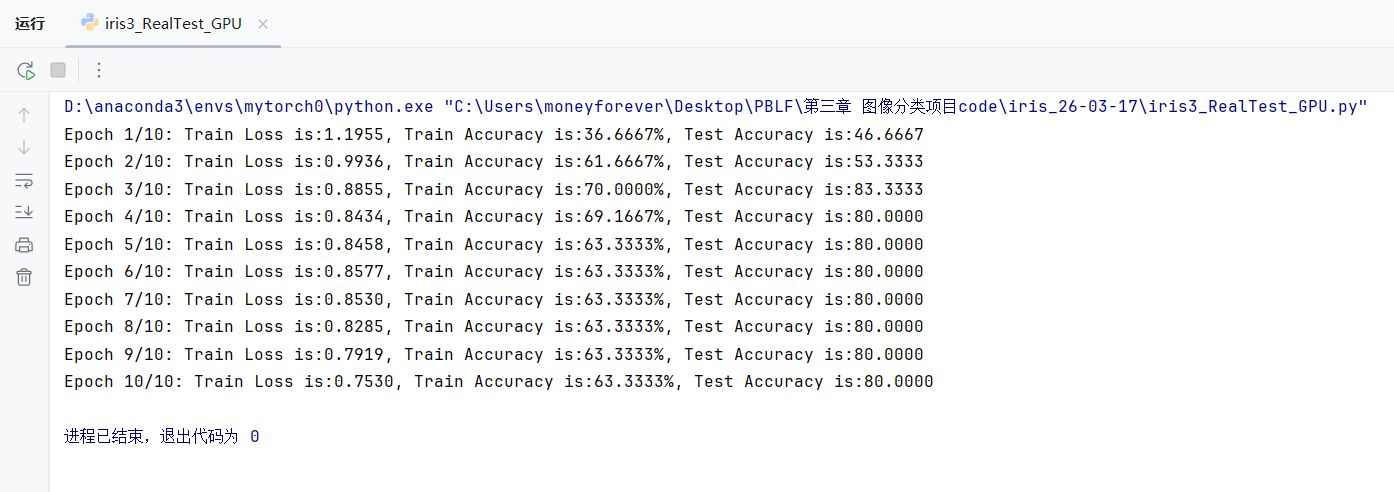 运行 iris3_RealTest_GPU
D:\anaconda3\envs\mytorch0\python.exe "C:\Users\moneyforever\Desktop\PBLF\第三章 图像分类项目code\iris_26-03-17\iris3_RealTest_GPU.py"
Epoch 1/10: Train Loss is:1.1955, Train Accuracy is:36.6667%, Test Accuracy is:46.6667
Epoch 2/10: Train Loss is:0.9936, Train Accuracy is:61.6667%, Test Accuracy is:53.3333
Epoch 3/10: Train Loss is:0.8855, Train Accuracy is:70.0000%, Test Accuracy is:83.3333
Epoch 4/10: Train Loss is:0.8434, Train Accuracy is:69.1667%, Test Accuracy is:80.0000
Epoch 5/10: Train Loss is:0.8458, Train Accuracy is:63.3333%, Test Accuracy is:80.0000
Epoch 6/10: Train Loss is:0.8577, Train Accuracy is:63.3333%, Test Accuracy is:80.0000
Epoch 7/10: Train Loss is:0.8530, Train Accuracy is:63.3333%, Test Accuracy is:80.0000
Epoch 8/10: Train Loss is:0.8285, Train Accuracy is:63.3333%, Test Accuracy is:80.0000
Epoch 9/10: Train Loss is:0.7919, Train Accuracy is:63.3333%, Test Accuracy is:80.0000
Epoch 10/10: Train Loss is:0.7530, Train Accuracy is:63.3333%, Test Accuracy is:80.0000
进程已结束，退出代码为 0